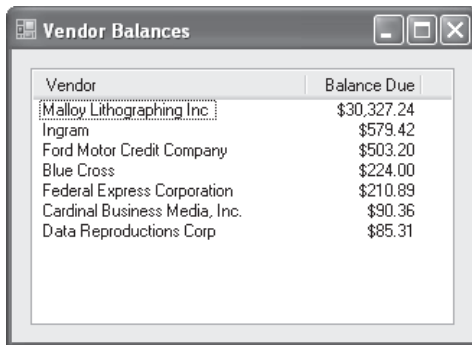 Vendor Balances
Vendor Balance Due
Malloy Lithographing Inc $30,327.24
Ingram $579.42
Ford Motor Credit Company $503.20
Blue Cross $224.00
Federal Express Corporation $210.89
Cardinal Business Media, Inc. $90.36
Data Reproductions Corp $85.31